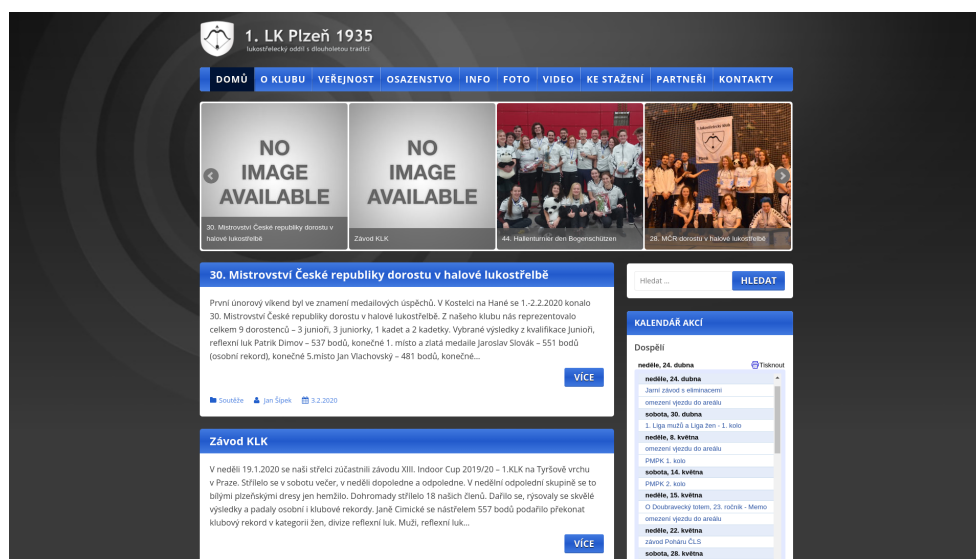 1. LK Plzeň 1935
lukostřelecký oddíl s dlouholetou tradicí
DOMŮ O KLUBU VEŘEJNOST OSAZENSTVO INFO FOTO VIDEO KE STAŽENÍ PARTNEŘI KONTAKTY
NO
IMAGE
AVAILABLE
30. Mistrovství České republiky dorostu v
halové lukostřelbě
NO
IMAGE
AVAILABLE
Závod KLK
44. Hallenturnier den Bogenschützen
28. MČR dorostu v halové lukostřelbě
30. Mistrovství České republiky dorostu v halové lukostřelbě
První únorový víkend byl ve znamení medailových úspěchů. V Kostelci na Hané se 1.-2.2.2020 konalo
30. Mistrovství České republiky dorostu v halové lukostřelbě. Z našeho klubu nás reprezentovalo
celkem 9 dorostenců – 3 junioři, 3 juniorky, 1 kadet a 2 kadetky. Vybrané výsledky z kvalifikace Junioři,
reflexní luk Patrik Dimov – 537 bodů, konečné 1. místo a zlatá medaile Jaroslav Slovák – 551 bodů
(osobní rekord), konečné 5.místo Jan Vlachovský – 481 bodů, konečné…
VÍCE
Soutěže Jan Šipek 3.2.2020
Závod KLK
V neděli 19.1.2020 se naši střelci zúčastnili závodu XIII. Indoor Cup 2019/20 – 1.KLK na Tyršově vrchu
v Praze. Střílelo se v sobotu večer, v neděli dopoledne a odpoledne. V nedělní odpolední skupině se to
bílými plzeňskými dresy jen hemžilo. Dohromady střílelo 18 našich členů. Dařilo se, rýsovaly se skvělé
výsledky a padaly osobní i klubové rekordy. Janě Cimické se nástřelem 557 bodů podařilo překonat
klubový rekord v kategorii žen, divize reflexní luk. Muži, reflexní luk…
VÍCE
Hledat …
HLEDAT
KALENDÁŘ AKCÍ
Dospělí
neděle, 24. dubna Tisknout
neděle, 24. dubna
Jarní závod s eliminacemi
omezení vjezdu do areálu
sobota, 30. dubna
1. Liga mužů a Liga žen - 1. kolo
neděle, 8. května
omezení vjezdu do areálu
PMPK 1. kolo
sobota, 14. května
PMPK 2. kolo
neděle, 15. května
O Doubravecký totem, 23. ročník - Memo
omezení vjezdu do areálu
neděle, 22. května
závod Poháru ČLS
sobota, 28. května